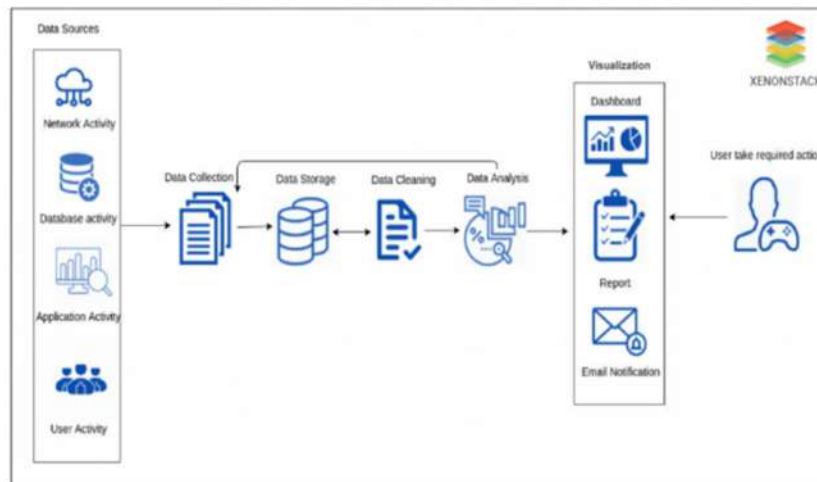 Data Sources
Network Activity
Database activity
Application Activity
User Activity
Data Collection
Data Storage
Data Cleaning
Data Analysis
%
Visualization
Dashboard
Report
Email Notification
XENONSTACK
User take required action